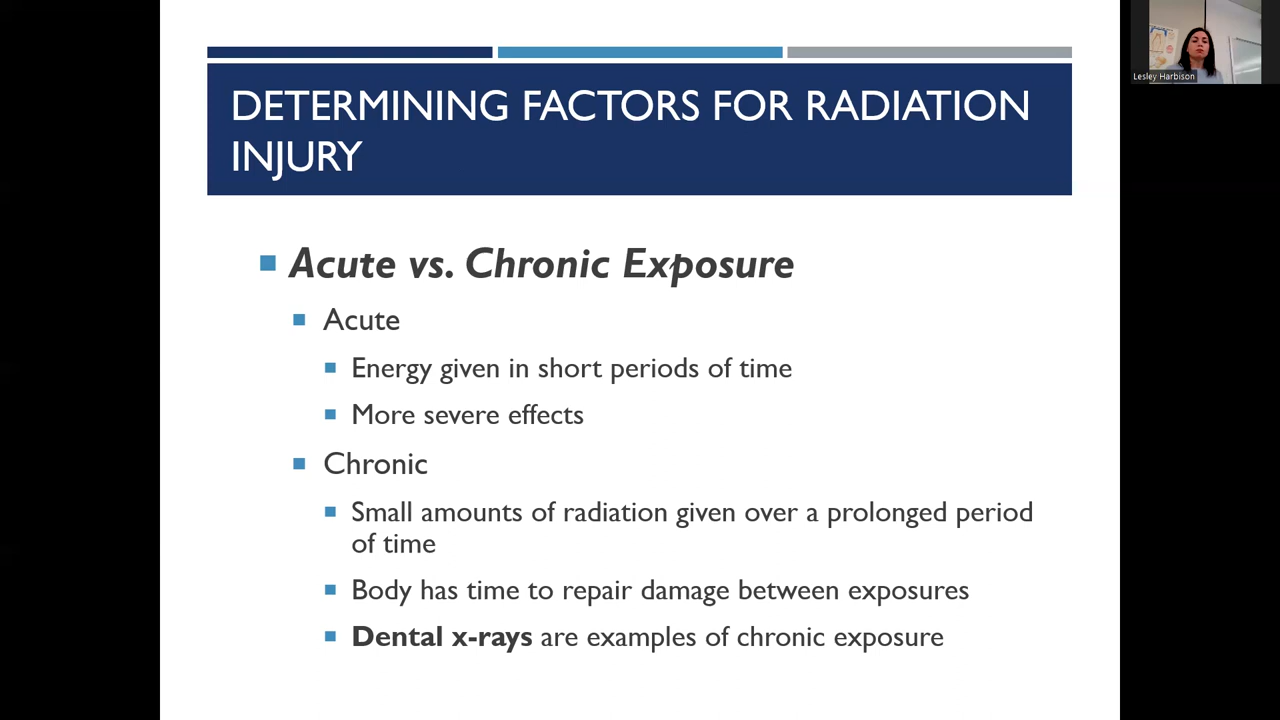 DETERMINING FACTORS FOR RADIATION
INJURY
Acute vs. Chronic Exposure
Acute
Energy given in short periods of time
More severe effects
Chronic
Small amounts of radiation given over a prolonged period
of time
Body has time to repair damage between exposures
Dental x-rays are examples of chronic exposure
Lesley Harbison